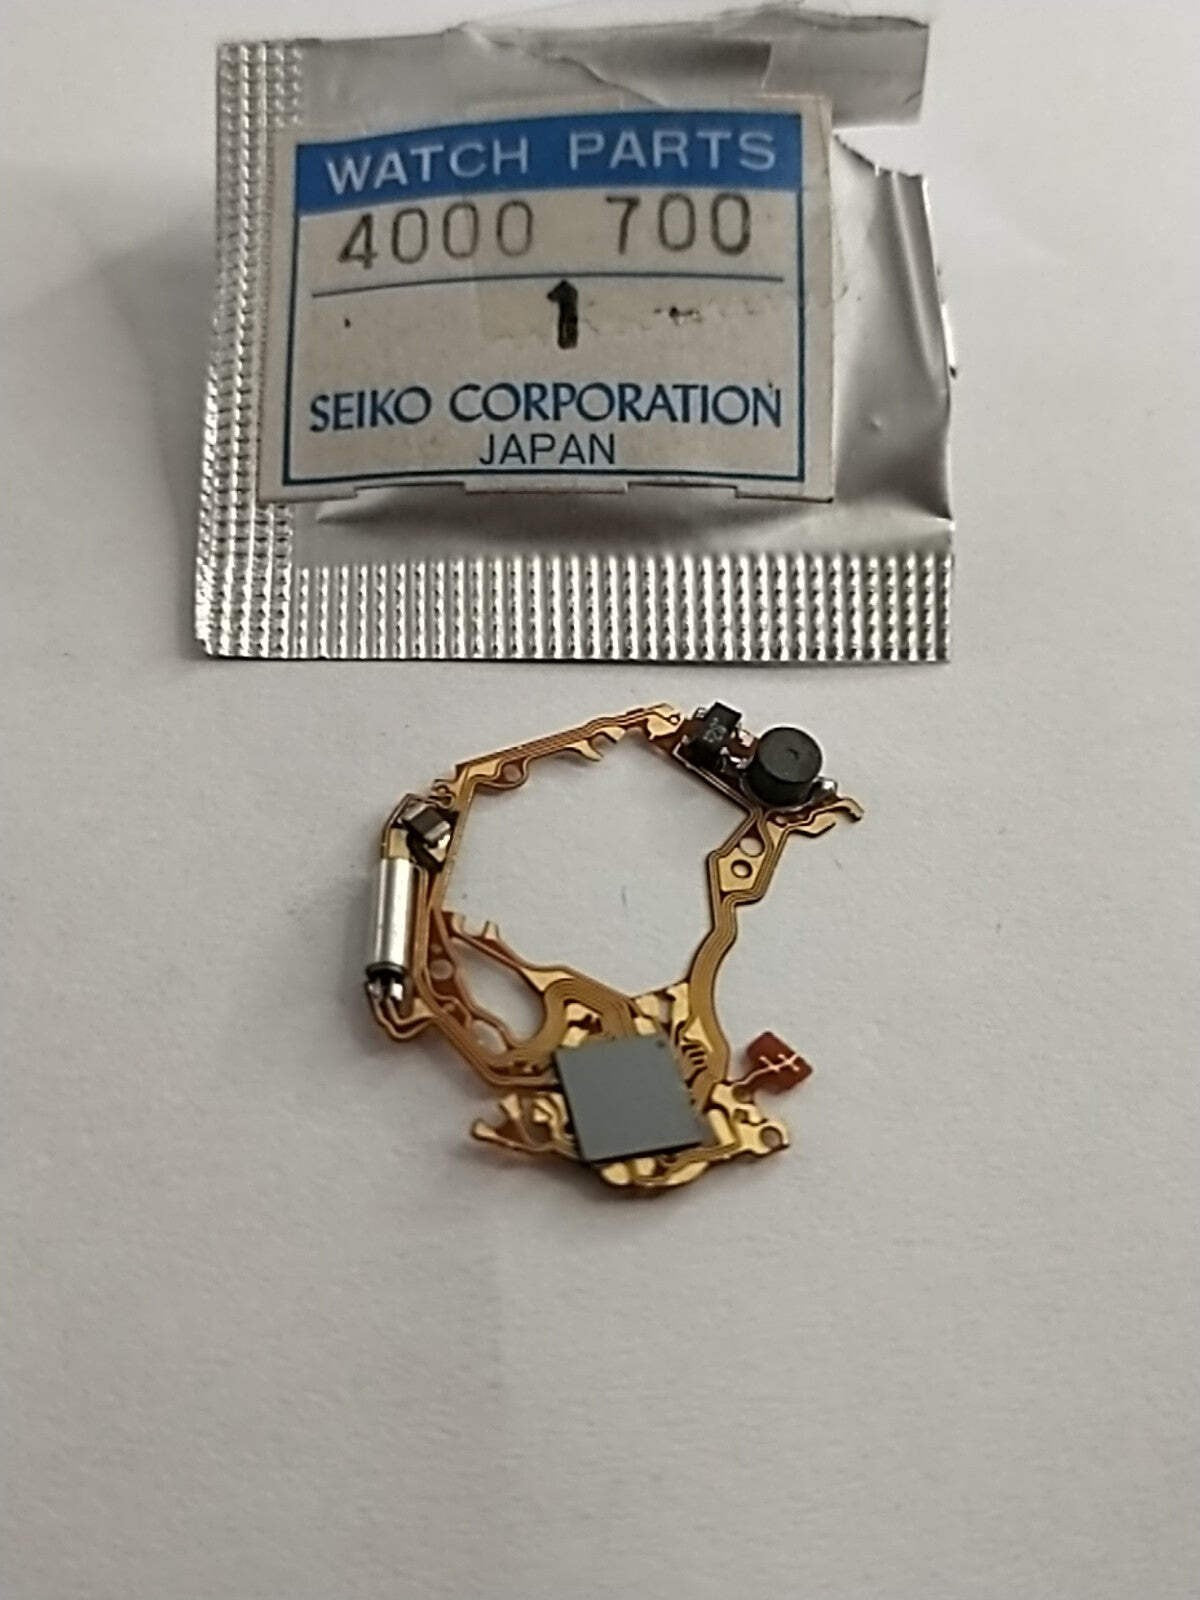 WATCH PARTS
4000 700
1
SEIKO CORPORATION
JAPAN